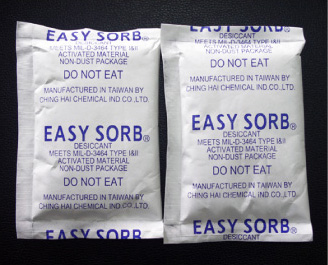 EASY SORB
DESICCANT
MEETS MIL-D-3464 TYPE I&II
ACTIVATED MATERIAL
NON-DUST PACKAGE
DO NOT EAT
MANUFACTURED IN TAIWAN BY
CHING HAI CHEMICAL IND.CO.,LTD.
EASY SORB®
DESICCANT
MEETS MIL-D-3464 TYPE I&II
ACTIVATED MATERIAL
NON-DUST PACKAGE
DO NOT EAT
MANUFACTURED IN TAIWAN BY
CHING HAI CHEMICAL IND.CO.,LTD.
EASY SORB
EASY SORB
DESICCANT
MEETS MIL-D-3464 TYPE I&II
ACTIVATED MATERIAL
NON-DUST PACKAGE
DO NOT EAT
MANUFACTURED IN TAIWAN BY
CHING HAI CHEMICAL IND.CO.,LTD.
EASY SORB®
DESICCANT
MEETS MIL-D-3464 TYPE I&II
ACTIVATED MATERIAL
NON-DUST PACKAGE
DO NOT EAT
MANUFACTURED IN TAIWAN BY
CHING HAI CHEMICAL IND.CO.,LTD.
EASY SORB®
DESICCANT